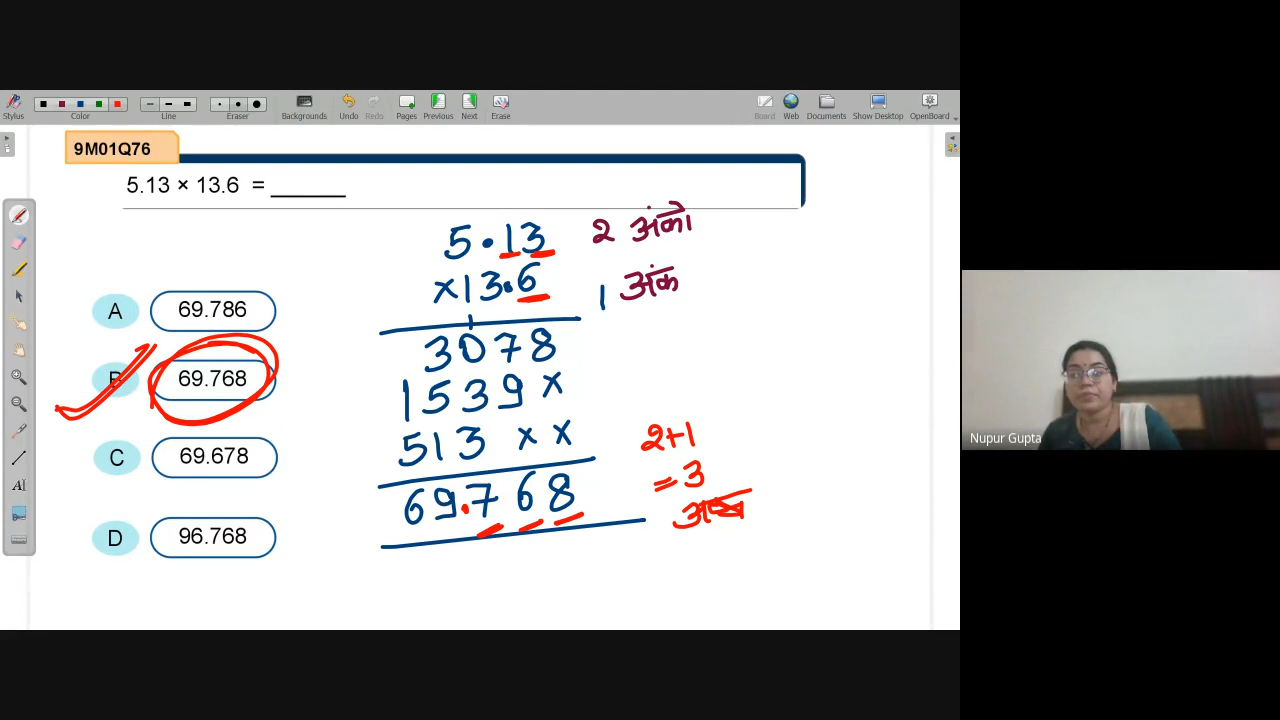 Stylus
Color
Line
Eraser
Backgrounds
Undo
Redo
Pages
Previous
Next
Erase
Board
Web
Documents
Show Desktop
OpenBoard
9M01Q76
5.13 × 13.6 = ______
5.13 2 अंको
×13.6 1 अंक
1
3078
1539×
513××
69.768
2+1
=3
A 69.786
B 69.768
C 69.678
D 96.768
Nupur Gupta